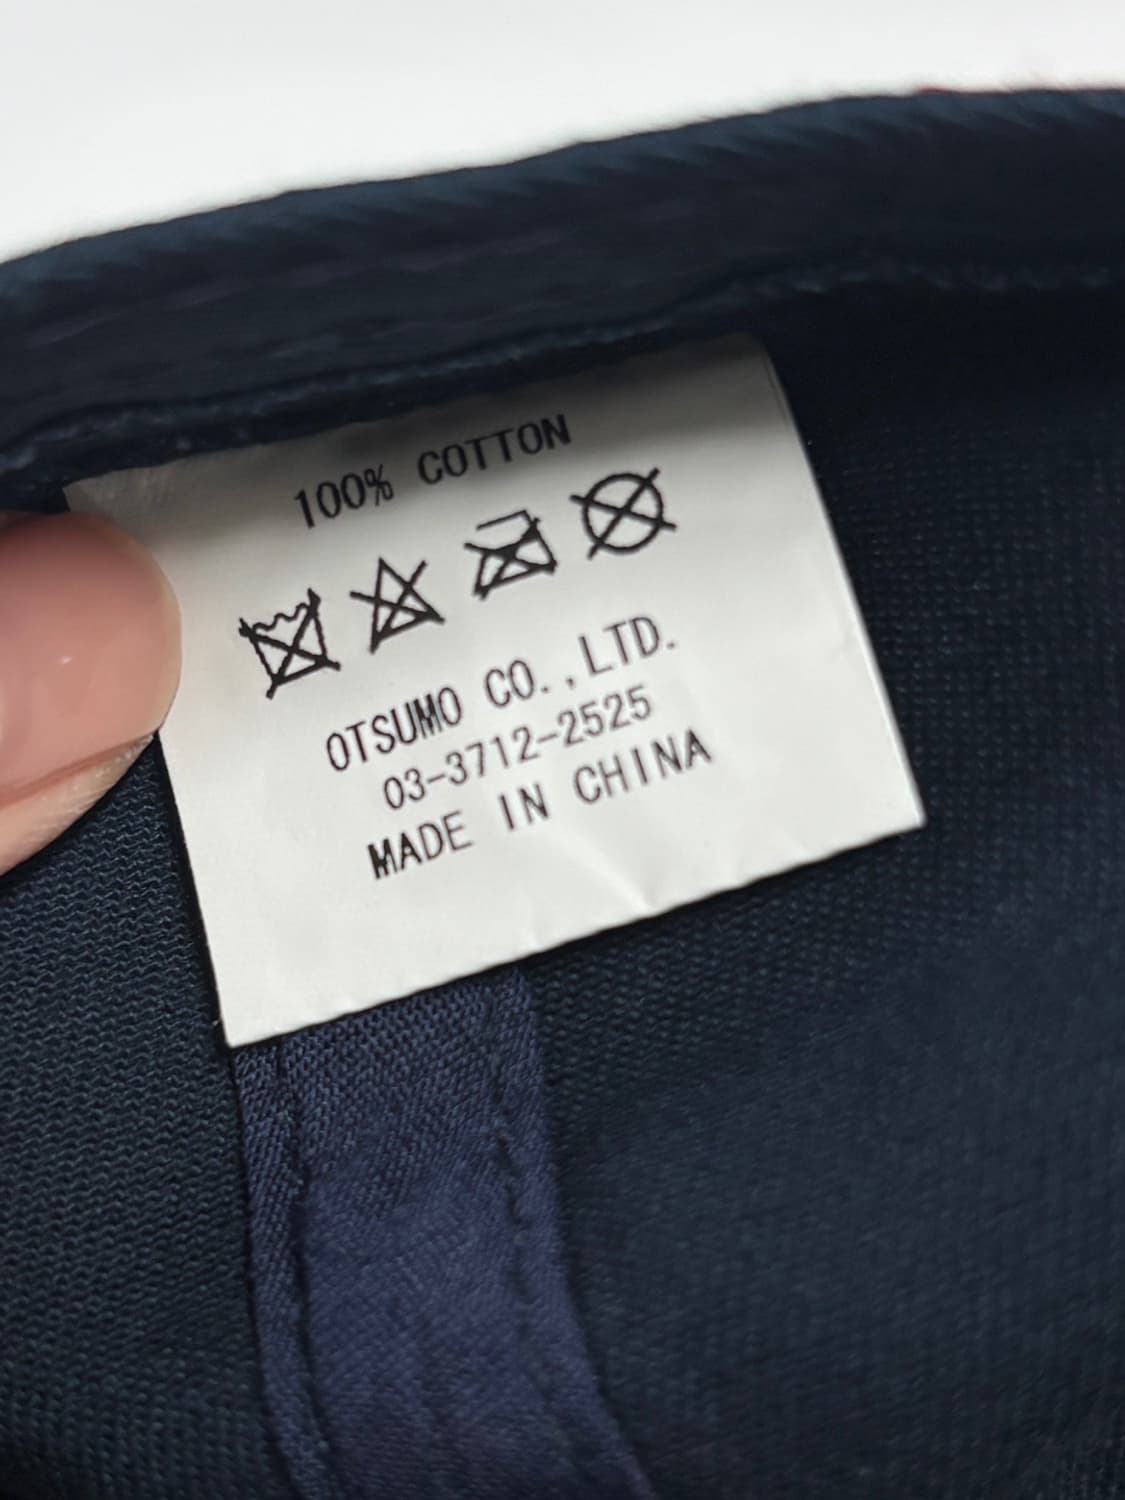 100% COTTON
OTSUMO CO.,LTD.
03-3712-2525
MADE IN CHINA